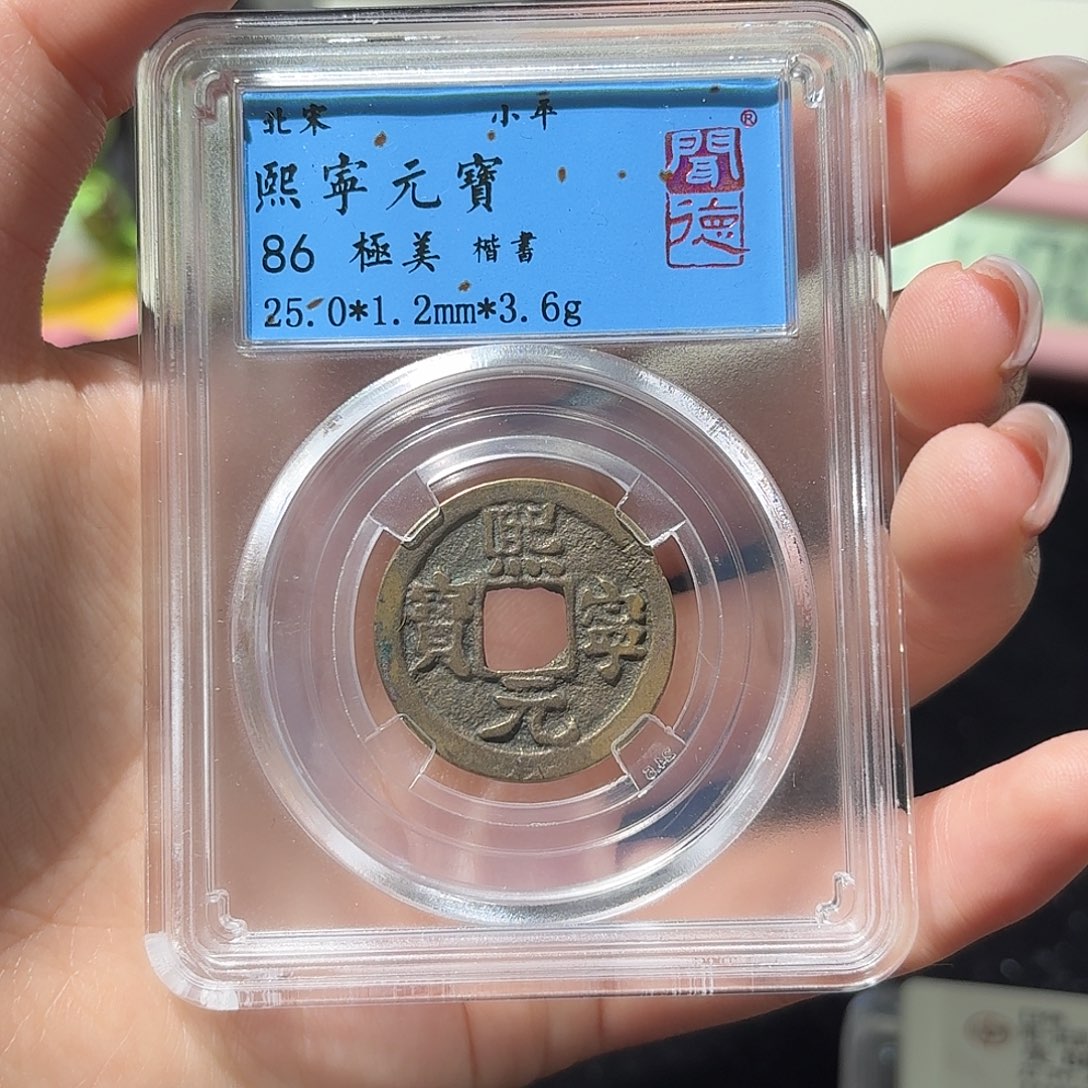 北宋 小平
熙寧元寶
86 極美 楷書
25.0*1.2mm*3.6g
聞德®
熙寧元寶